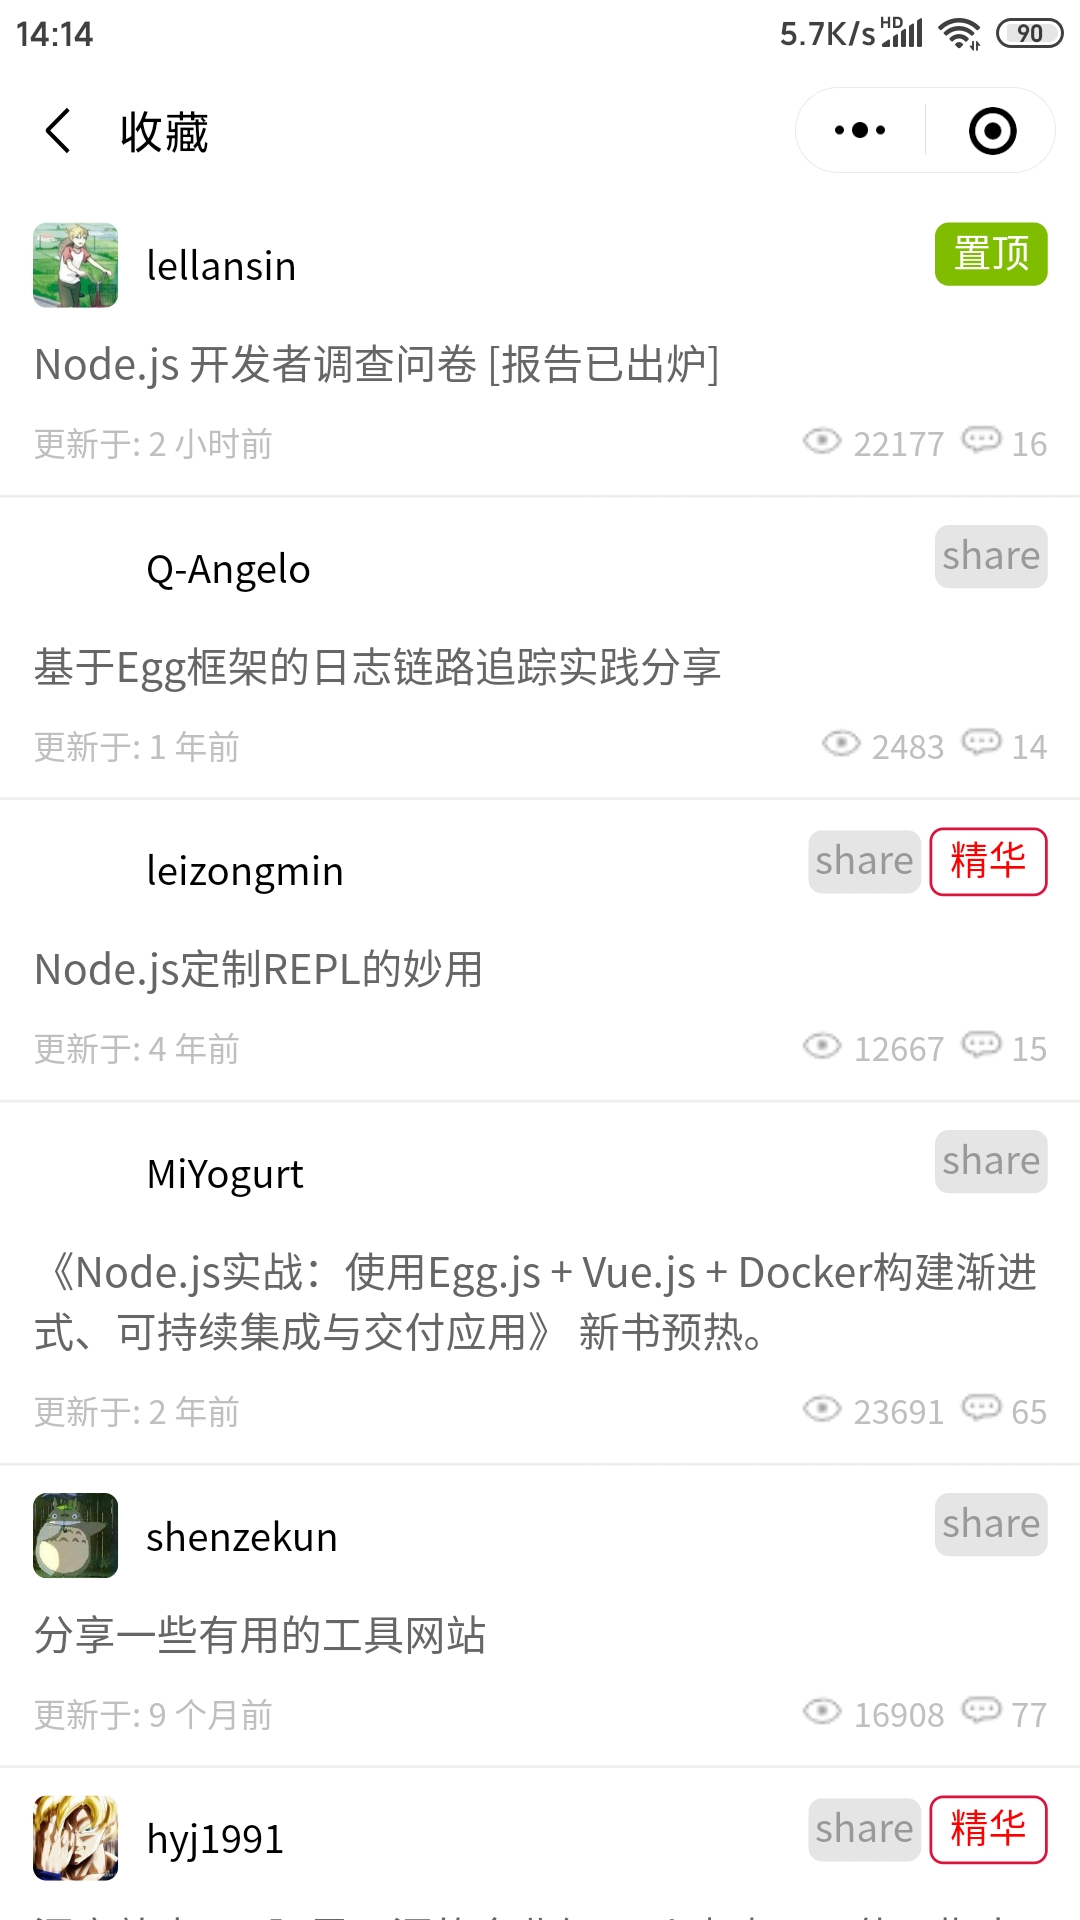 14:14 5.7K/s HD 90
收藏
lellansin 置顶
Node.js 开发者调查问卷 [报告已出炉]
更新于: 2 小时前 22177 16
Q-Angelo share
基于Egg框架的日志链路追踪实践分享
更新于: 1 年前 2483 14
leizongmin share 精华
Node.js定制REPL的妙用
更新于: 4 年前 12667 15
MiYogurt share
《Node.js实战：使用Egg.js + Vue.js + Docker构建渐进
式、可持续集成与交付应用》 新书预热。
更新于: 2 年前 23691 65
shenzekun share
分享一些有用的工具网站
更新于: 9 个月前 16908 77
hyj1991 share 精华